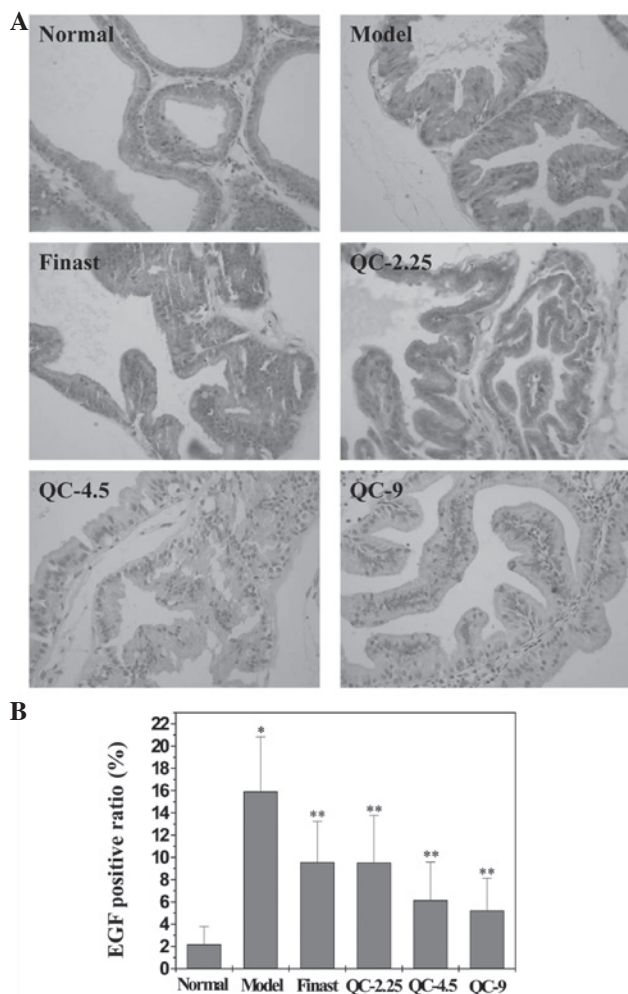 A
Normal
Model
Finast
QC-2.25
QC-4.5
QC-9
B
EGF positive ratio (%)
22
20
18
16
14
12
10
8
6
4
2
0
*
**
**
**
**
Normal Model Finast QC-2.25 QC-4.5 QC-9